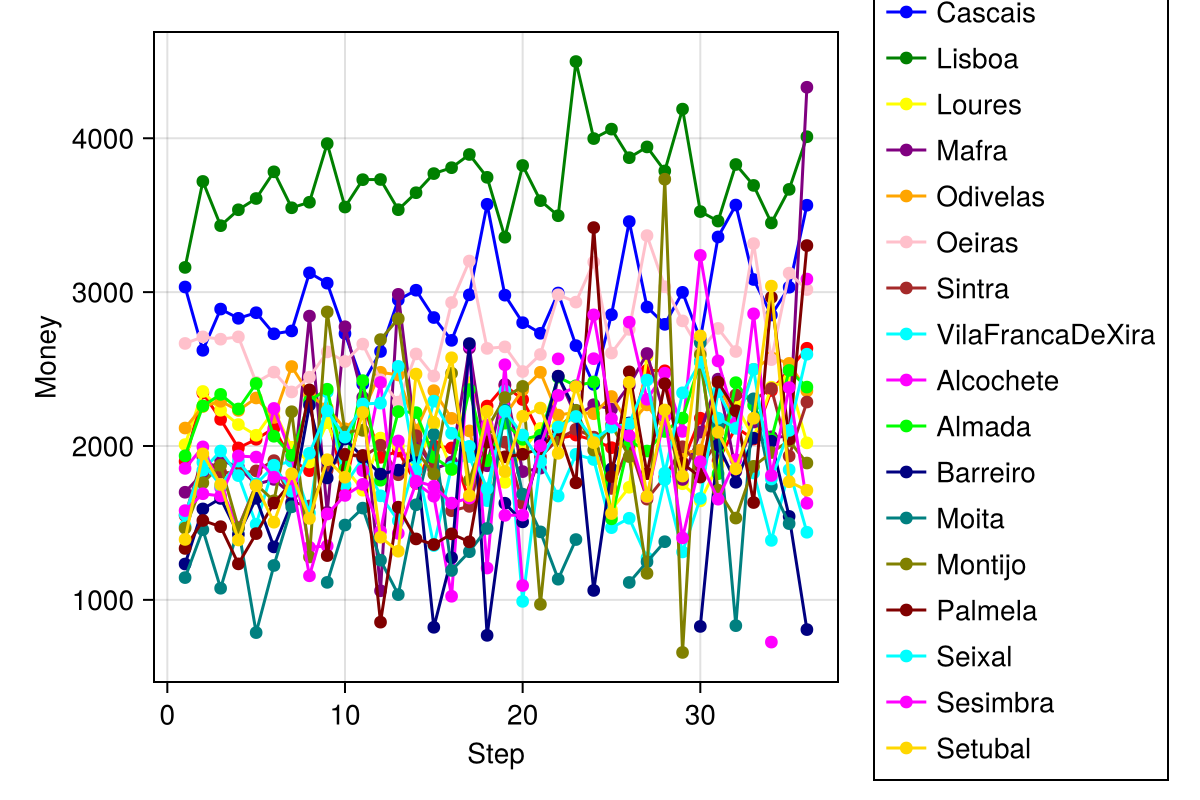 Cascais
Lisboa
Loures
Mafra
Odivelas
Oeiras
Sintra
VilaFrancaDeXira
Alcochete
Almada
Barreiro
Moita
Montijo
Palmela
Seixal
Sesimbra
Setubal
Money
4000
3000
2000
1000
0 10 20 30
Step